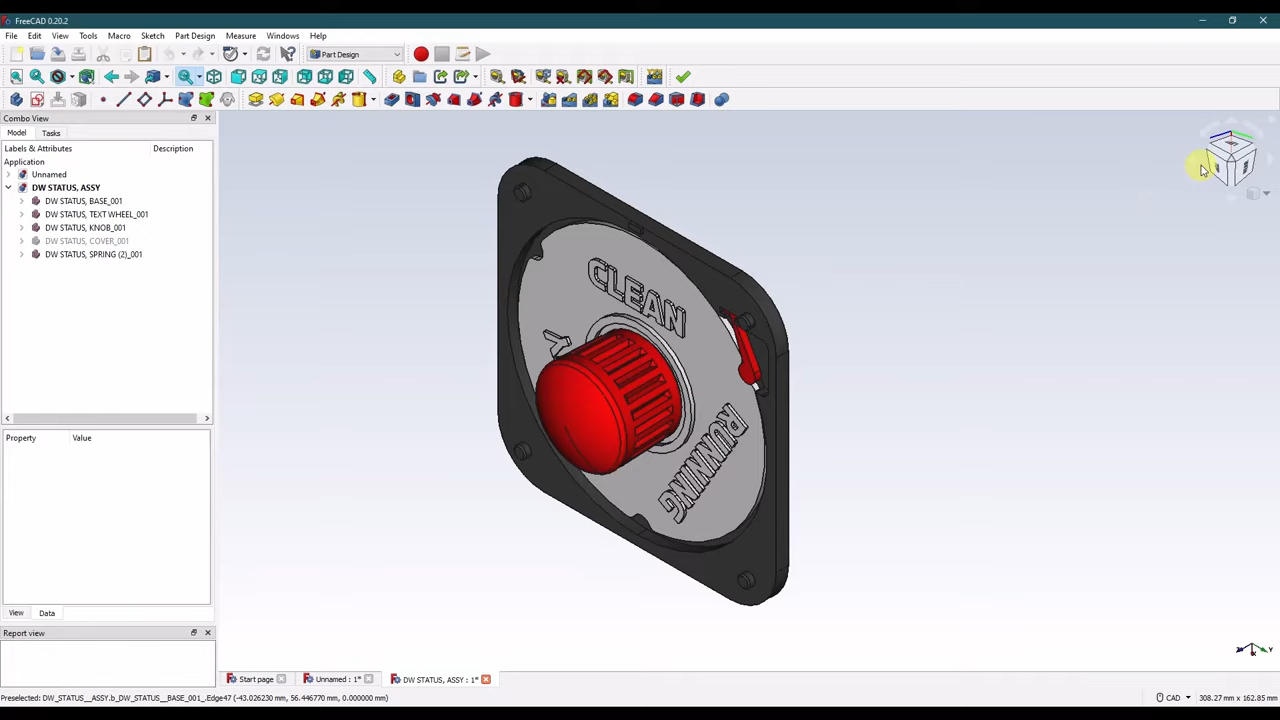 FreeCAD 0.20.2
File Edit View Tools Macro Sketch Part Design Measure Windows Help
Part Design
Combo View
Model Tasks
Labels & Attributes Description
Application
Unnamed
DW STATUS, ASSY
DW STATUS, BASE_001
DW STATUS, TEXT WHEEL_001
DW STATUS, KNOB_001
DW STATUS, COVER_001
DW STATUS, SPRING (2)_001
CLEAN
RUNNING
Property Value
View Data
Report view
Start page Unnamed : 1* DW STATUS, ASSY : 1*
Preselected: DW_STATUS__ASSY.b_DW_STATUS__BASE_001_.Edge47 (-43.026230 mm, 56.446770 mm, 0.000000 mm)
CAD 308.27 mm x 162.85 mm